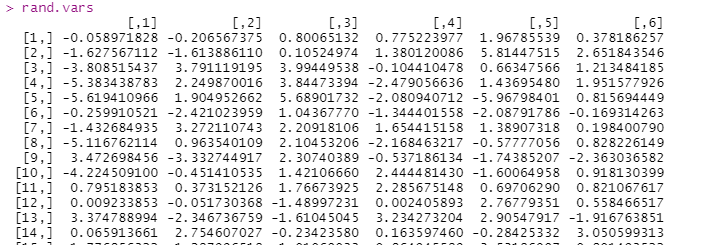 > rand.vars
[,1] [,2] [,3] [,4] [,5] [,6]
[1,] -0.058971828 -0.206567375 0.80065132 0.775223977 1.96785539 0.378186257
[2,] -1.627567112 -1.613886110 0.10524974 1.380120086 5.81447515 2.651843546
[3,] -3.808515437 3.791119195 3.99449538 -0.104410478 0.66347566 1.213484185
[4,] -5.383438783 2.249870016 3.84473394 -2.479056636 1.43695480 1.951577926
[5,] -5.619410966 1.904952662 5.68901732 -2.080940712 -5.96798401 0.815694449
[6,] -0.259910521 -2.421023959 1.04367770 -1.344401558 -2.08791786 -0.169314263
[7,] -1.432684935 3.272110743 2.20918106 1.654415158 1.38907318 0.198400790
[8,] -5.116762114 0.963540109 2.10453206 -2.168463217 -0.57777056 0.828226149
[9,] 3.472698456 -3.332744917 2.30740389 -0.537186134 -1.74385207 -2.363036582
[10,] -4.224509100 -0.451410535 1.42106660 2.444481430 -1.60064958 0.918130399
[11,] 0.795183853 0.373152126 1.76673925 2.285675148 0.69706290 0.821067617
[12,] 0.009233853 -0.051730368 -1.48997231 0.002405893 2.76779351 0.558466517
[13,] 3.374788994 -2.346736759 -1.61045045 3.234273204 2.90547917 -1.916763851
[14,] 0.065913661 2.754607027 -0.23423580 0.163597460 -0.28425332 3.050599313